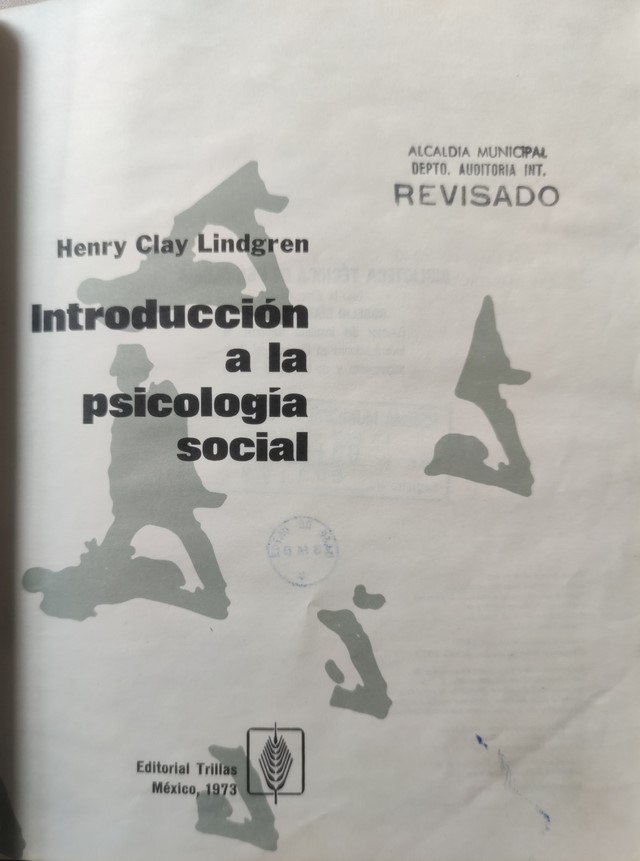 ALCALDIA MUNICIPAL
DEPTO. AUDITORIA INT.
REVISADO
Henry Clay Lindgren
Introducción
a la
psicología
social
Editorial Trillas
México, 1973